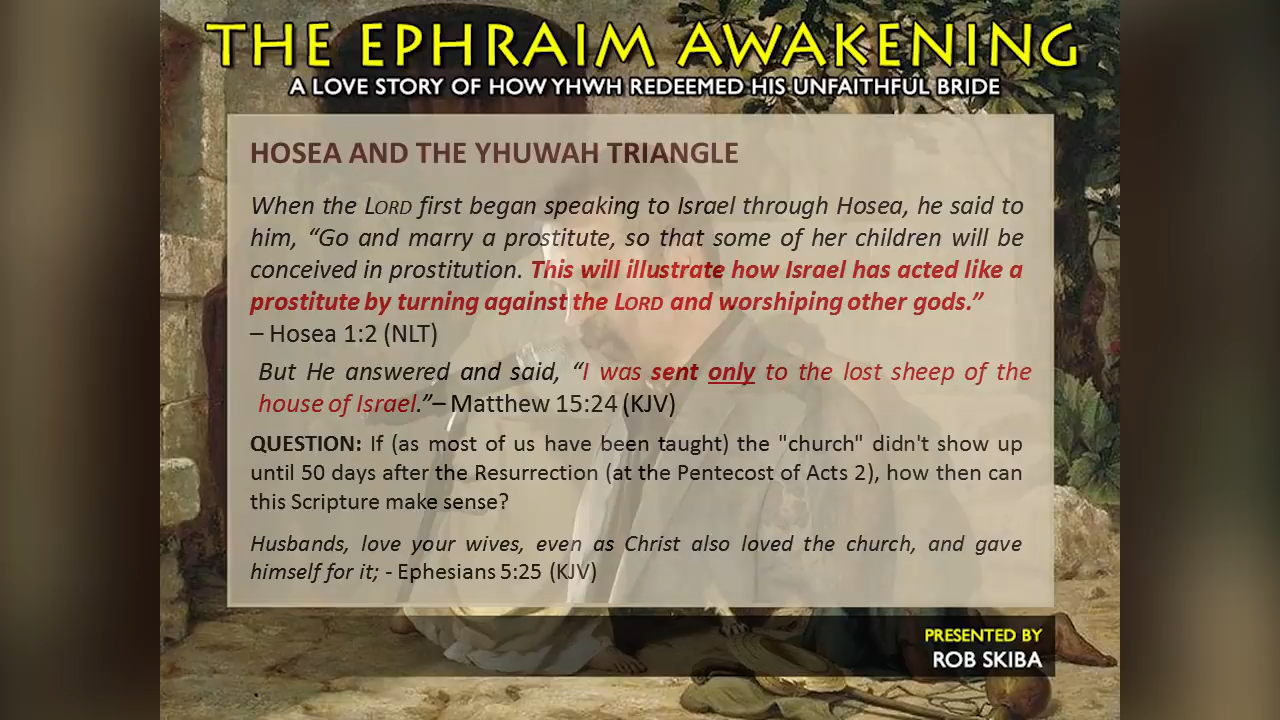 THE EPHRAIM AWAKENING
A LOVE STORY OF HOW YHWH REDEEMED HIS UNFAITHFUL BRIDE
HOSEA AND THE YHUWAH TRIANGLE
When the LORD first began speaking to Israel through Hosea, he said to
him, “Go and marry a prostitute, so that some of her children will be
conceived in prostitution. This will illustrate how Israel has acted like a
prostitute by turning against the LORD and worshiping other gods.”
– Hosea 1:2 (NLT)
But He answered and said, “I was sent only to the lost sheep of the
house of Israel.”– Matthew 15:24 (KJV)
QUESTION: If (as most of us have been taught) the "church" didn't show up
until 50 days after the Resurrection (at the Pentecost of Acts 2), how then can
this Scripture make sense?
Husbands, love your wives, even as Christ also loved the church, and gave
himself for it; - Ephesians 5:25 (KJV)
PRESENTED BY
ROB SKIBA